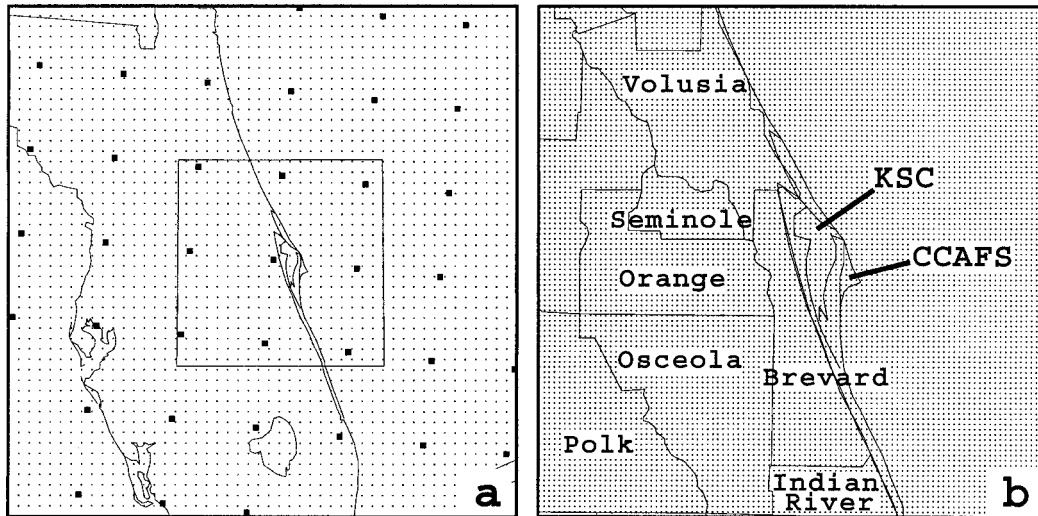 Volusia
KSC
Seminole
CCAFS
Orange
Osceola
Brevard
Polk
Indian
River
a
b